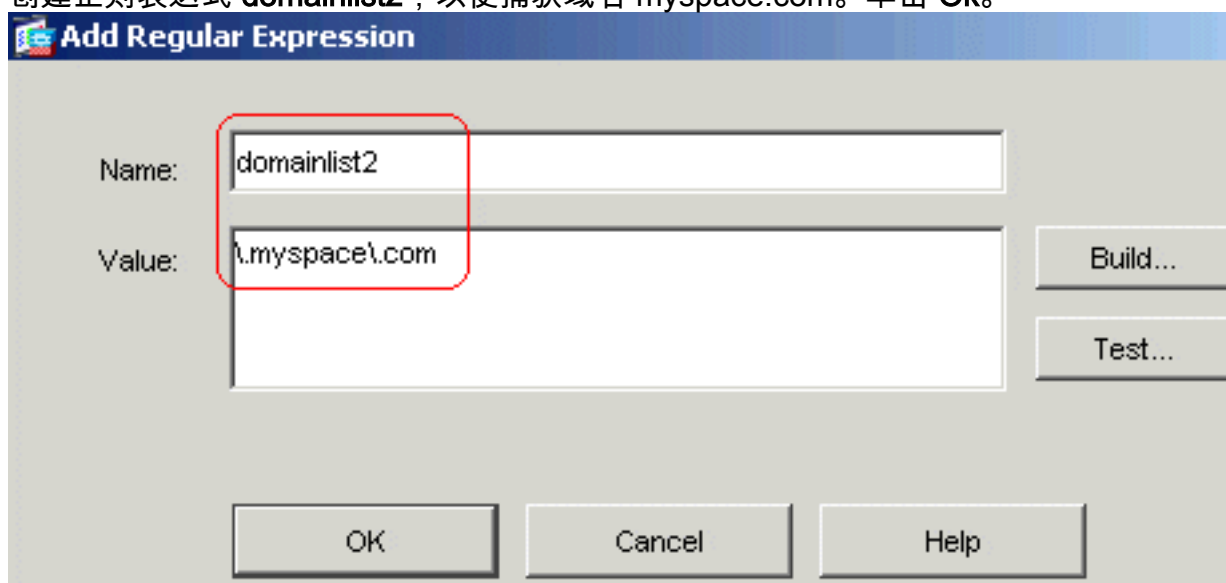 创建正则表达式 domainlist2，以便捕获域名 myspace.com。单击 Ok。
Add Regular Expression
Name: domainlist2
Value: \.myspace\.com
Build...
Test...
OK Cancel Help